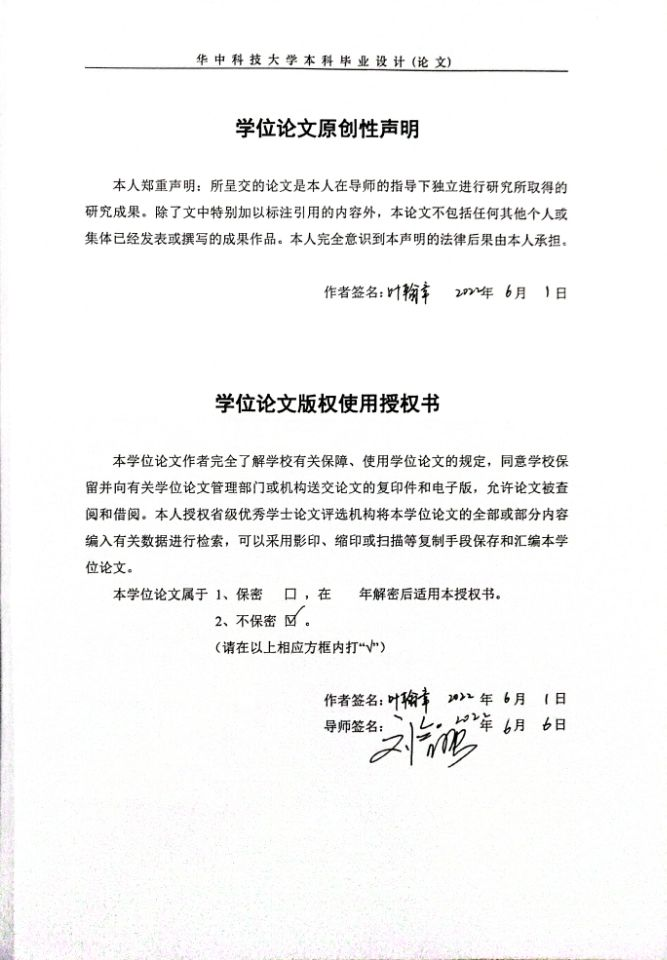 华中科技大学本科毕业设计(论文)
学位论文原创性声明
本人郑重声明：所呈交的论文是本人在导师的指导下独立进行研究所取得的
研究成果。除了文中特别加以标注引用的内容外，本论文不包括任何其他个人或
集体已经发表或撰写的成果作品。本人完全意识到本声明的法律后果由本人承担。
作者签名：叶翰章 2022年 6月 1日
学位论文版权使用授权书
本学位论文作者完全了解学校有关保障、使用学位论文的规定，同意学校保
留并向有关学位论文管理部门或机构送交论文的复印件和电子版，允许论文被查
阅和借阅。本人授权省级优秀学士论文评选机构将本学位论文的全部或部分内容
编入有关数据进行检索，可以采用影印、缩印或扫描等复制手段保存和汇编本学
位论文。
本学位论文属于 1、保密 □，在 年解密后适用本授权书。
2、不保密 ☑。
（请在以上相应方框内打“√”）
作者签名：叶翰章 2022年 6月 1日
导师签名： 2022年 6月 6日